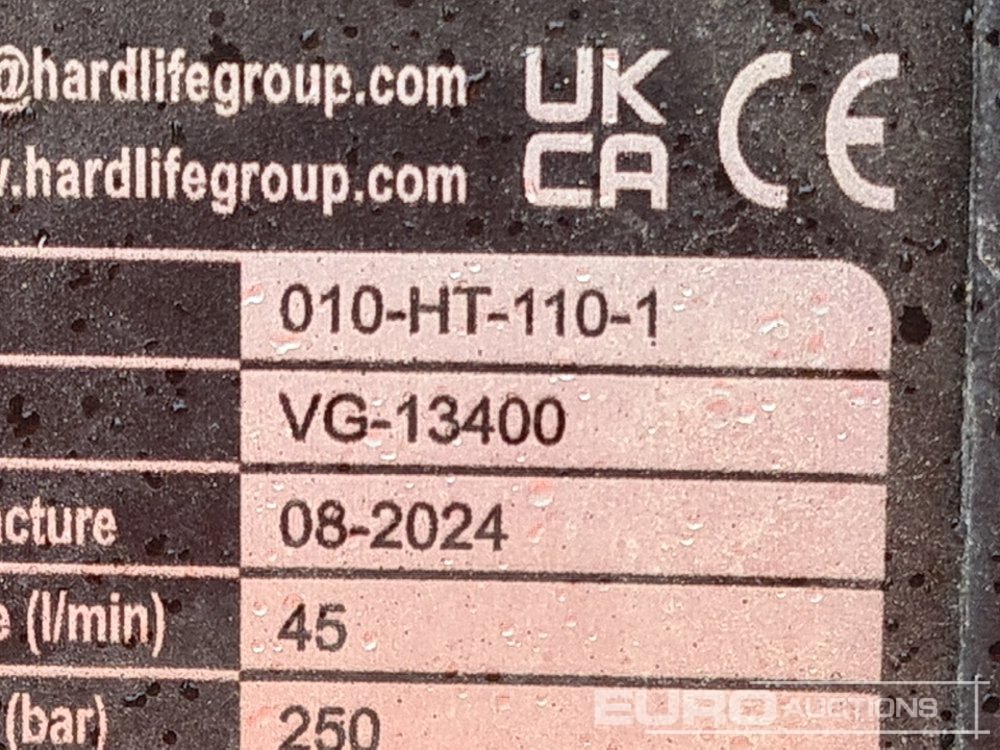 @hardlifegroup.com
.hardlifegroup.com
UK
CA
CE
010-HT-110-1
VG-13400
08-2024
(l/min)
45
(bar)
250
EURO AUCTIONS